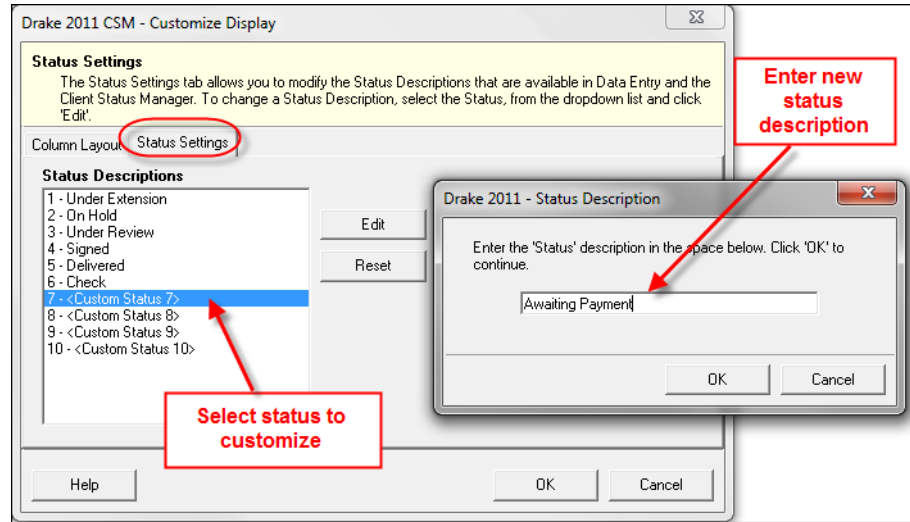 Drake 2011 CSM - Customize Display
Status Settings
The Status Settings tab allows you to modify the Status Descriptions that are available in Data Entry and the
Client Status Manager. To change a Status Description, select the Status, from the dropdown list and click
'Edit'.
Column Layout
Status Settings
Status Descriptions
1 - Under Extension
2 - On Hold
3 - Under Review
4 - Signed
5 - Delivered
6 - Check
7 - <Custom Status 7>
8 - <Custom Status 8>
9 - <Custom Status 9>
10 - <Custom Status 10>
Edit
Reset
Select status to
customize
Help
OK
Cancel
Enter new
status
description
Drake 2011 - Status Description
Enter the 'Status' description in the space below. Click 'OK' to
continue.
Awaiting Payment
OK
Cancel